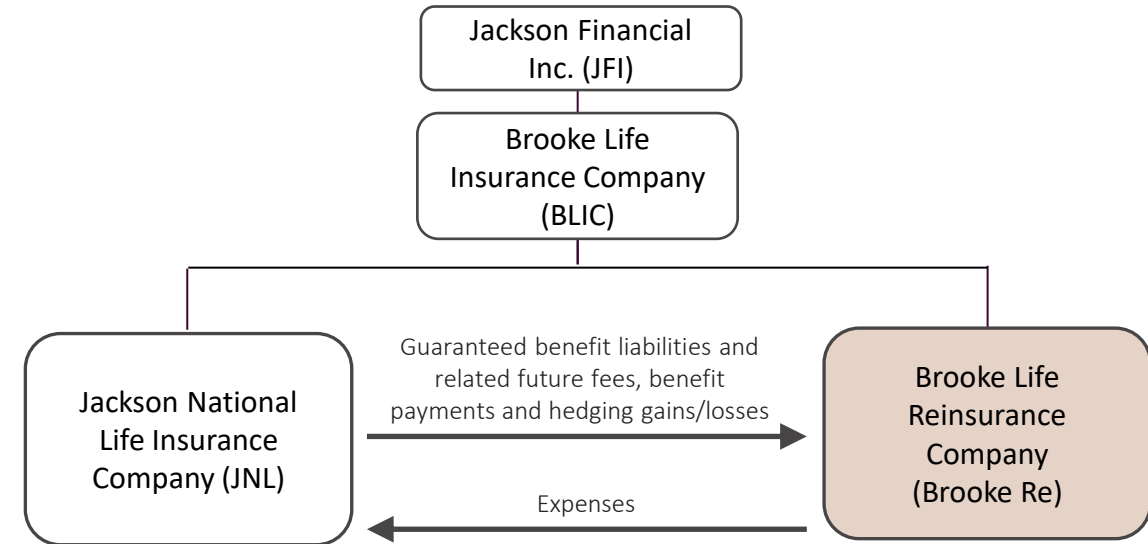 Jackson Financial
Inc. (JFI)
Brooke Life
Insurance Company
(BLIC)
Jackson National
Life Insurance
Company (JNL)
Guaranteed benefit liabilities and
related future fees, benefit
payments and hedging gains/losses
Expenses
Brooke Life
Reinsurance
Company
(Brooke Re)